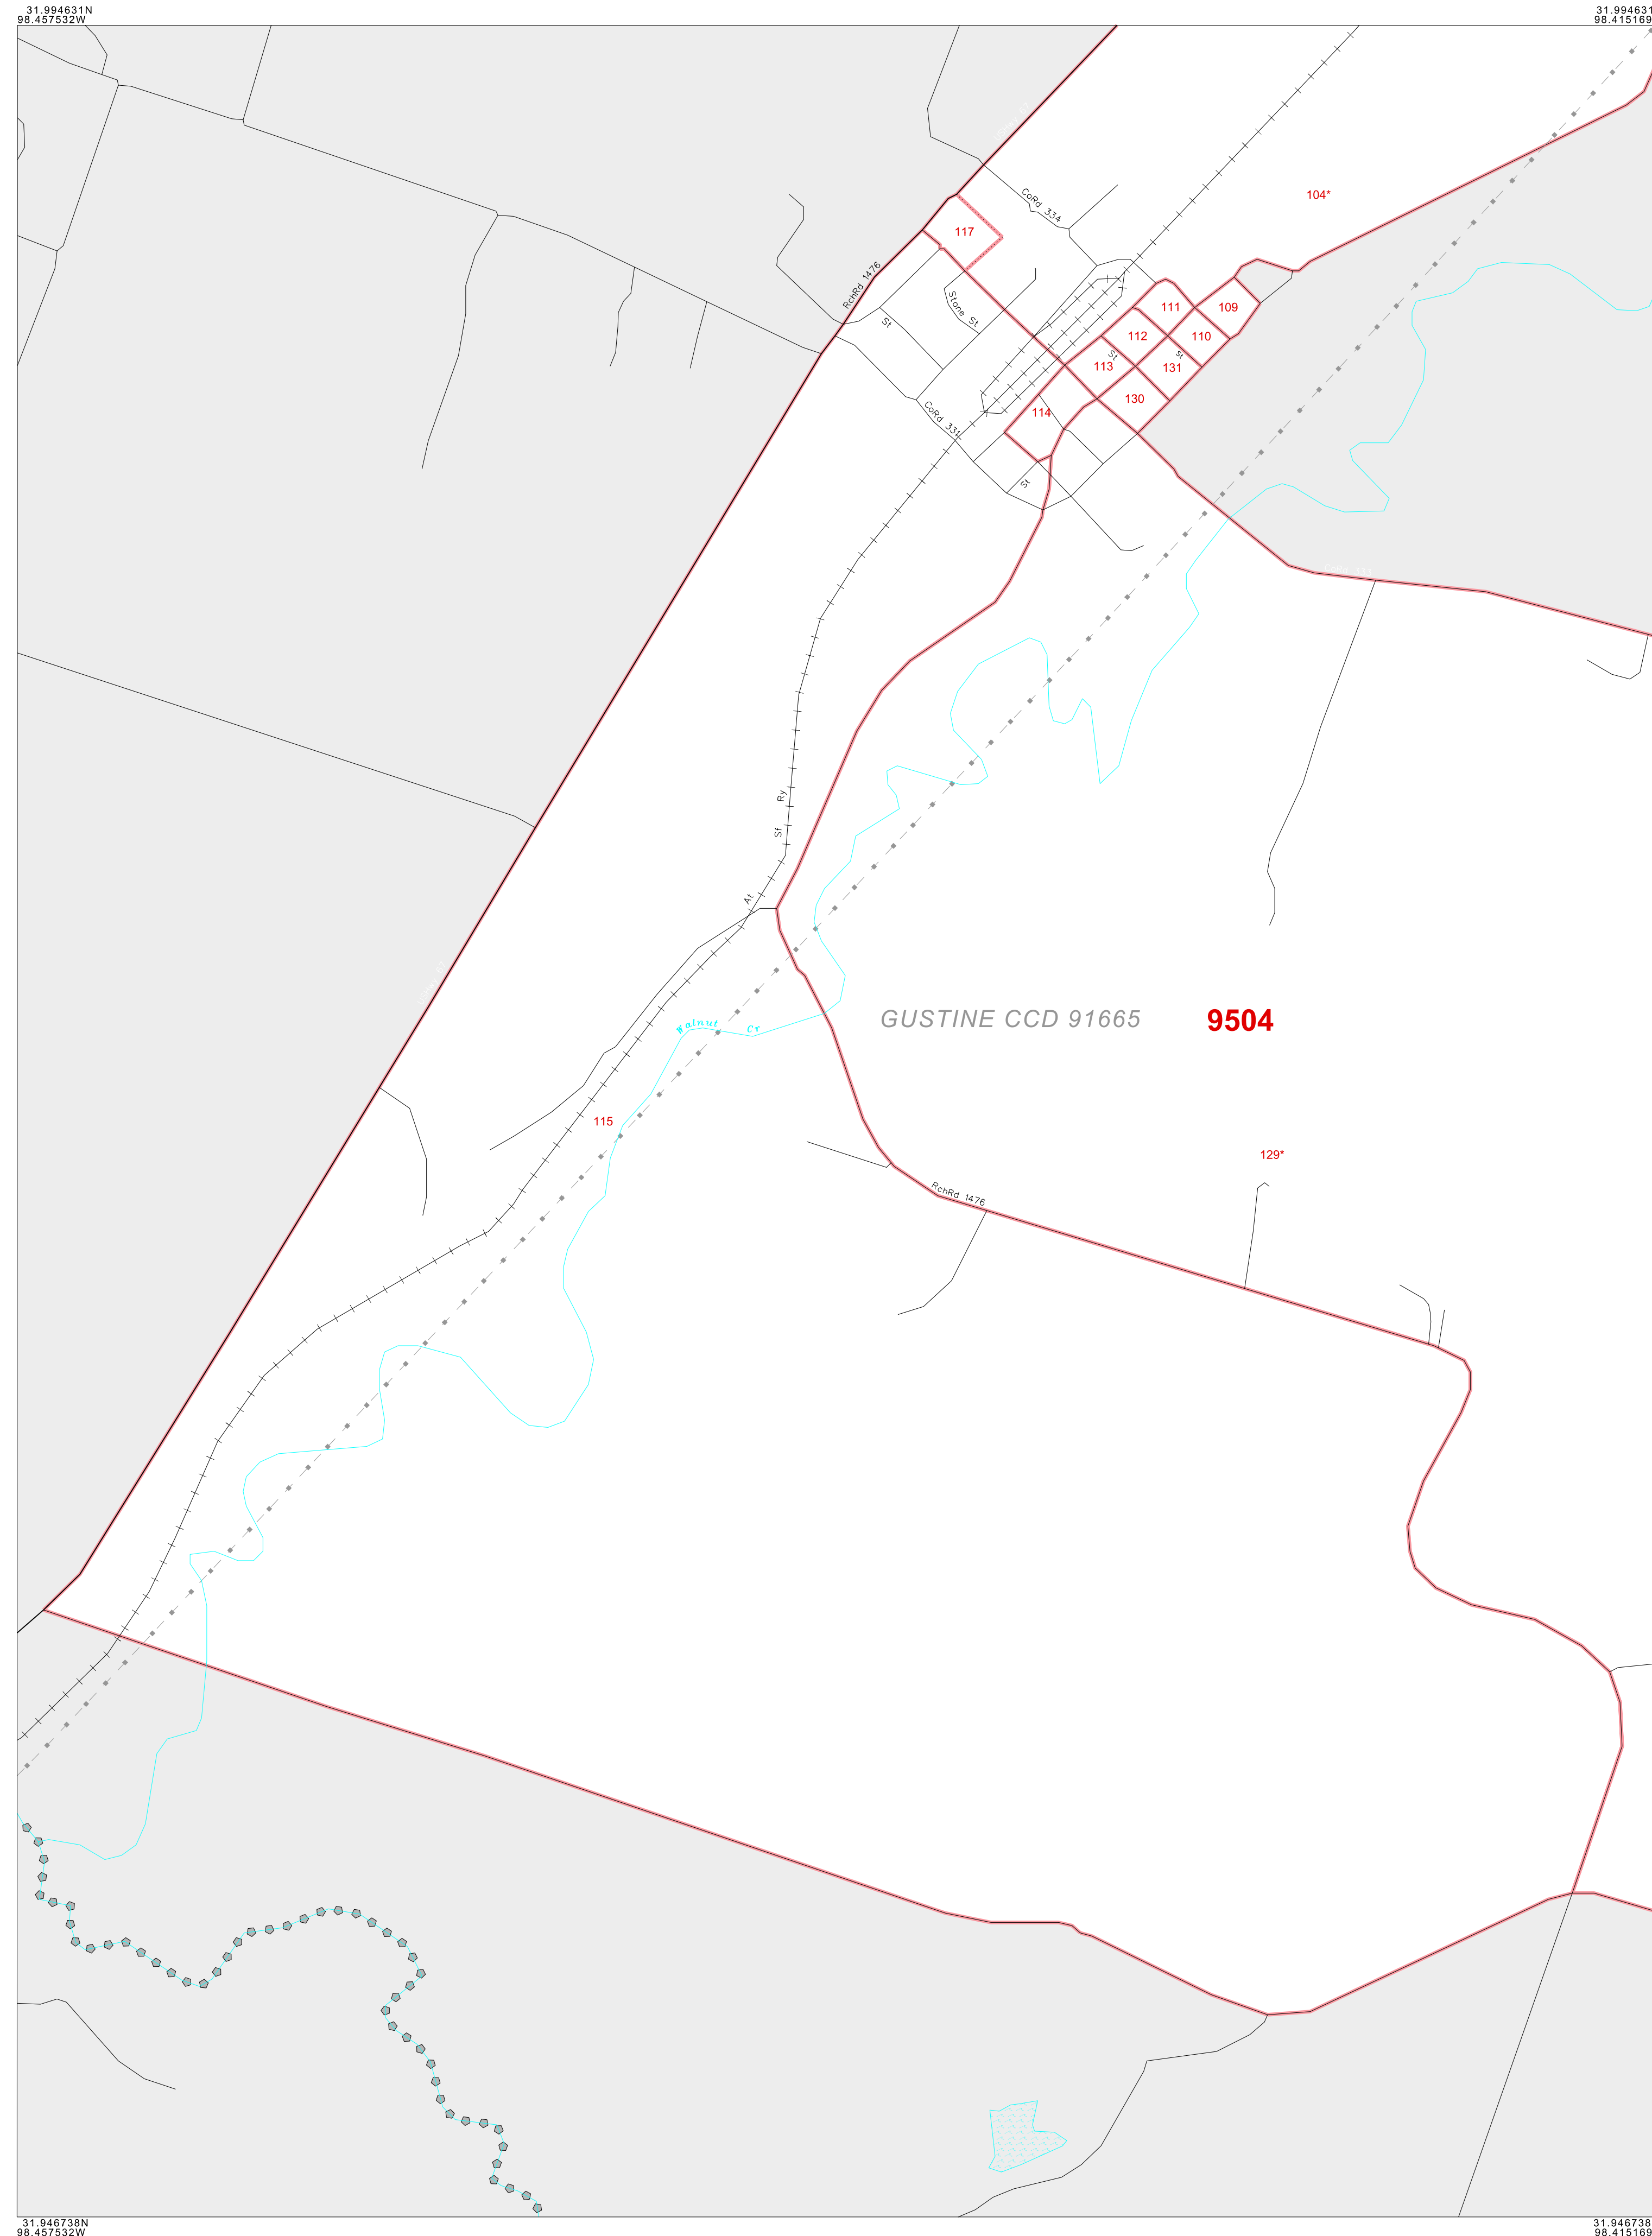 31.994631N
98.457532W
31.994631
98.415169
104*
CoRd 334
117
RchRd 1476
Stone St
St
111
109
112
110
St
St
113
131
130
114
CoRd 331
St
Ry
Sf
At
Walnut Cr
GUSTINE CCD 91665
9504
115
129*
RchRd 1476
31.946738N
98.457532W
31.946738
98.415169